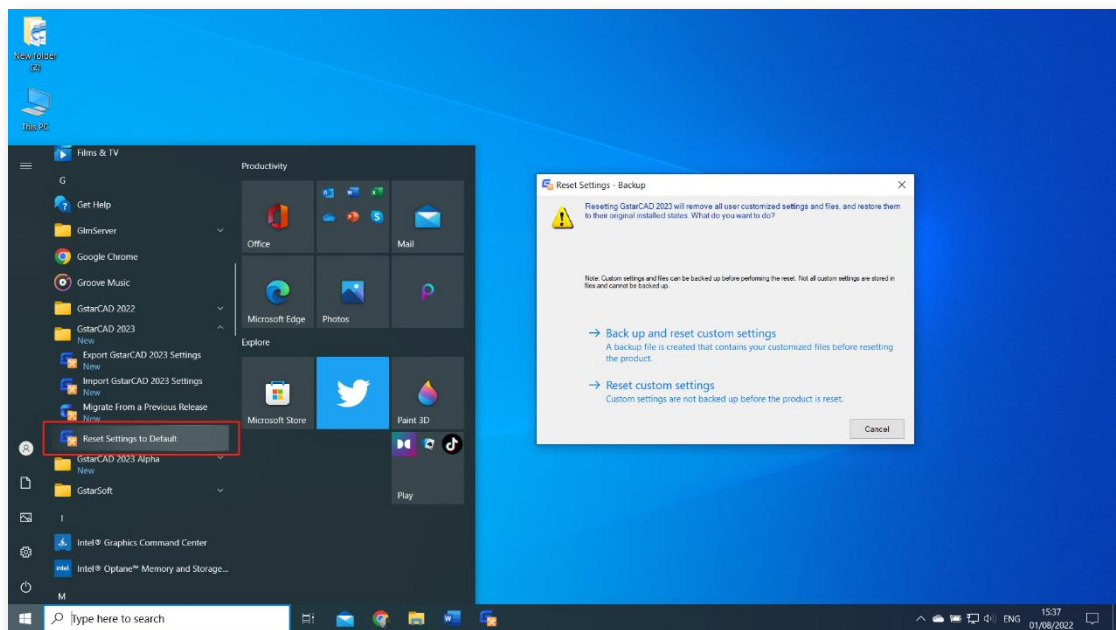 New folder
(2)
This PC
Films & TV
G
Get Help
GlmServer
Google Chrome
Groove Music
GstarCAD 2022
GstarCAD 2023
New
Export GstarCAD 2023 Settings
New
Import GstarCAD 2023 Settings
New
Migrate From a Previous Release
New
Reset Settings to Default
GstarCAD 2023 Alpha
New
GstarSoft
I
Intel® Graphics Command Center
Intel® Optane™ Memory and Storage...
M
Productivity
Office
Mail
Microsoft Edge
Photos
Explore
Microsoft Store
Paint 3D
Play
Reset Settings - Backup
Reseting GstarCAD 2023 will remove all user customized settings and files, and restore them
to their original installed states. What do you want to do?
Note: Custom settings and files can be backed up before performing the reset. Not all custom settings are stored in
files and cannot be backed up.
Back up and reset custom settings
A backup file is created that contains your customized files before resetting
the product.
Reset custom settings
Custom settings are not backed up before the product is reset.
Cancel
Type here to search
ENG
15:37
01/08/2022